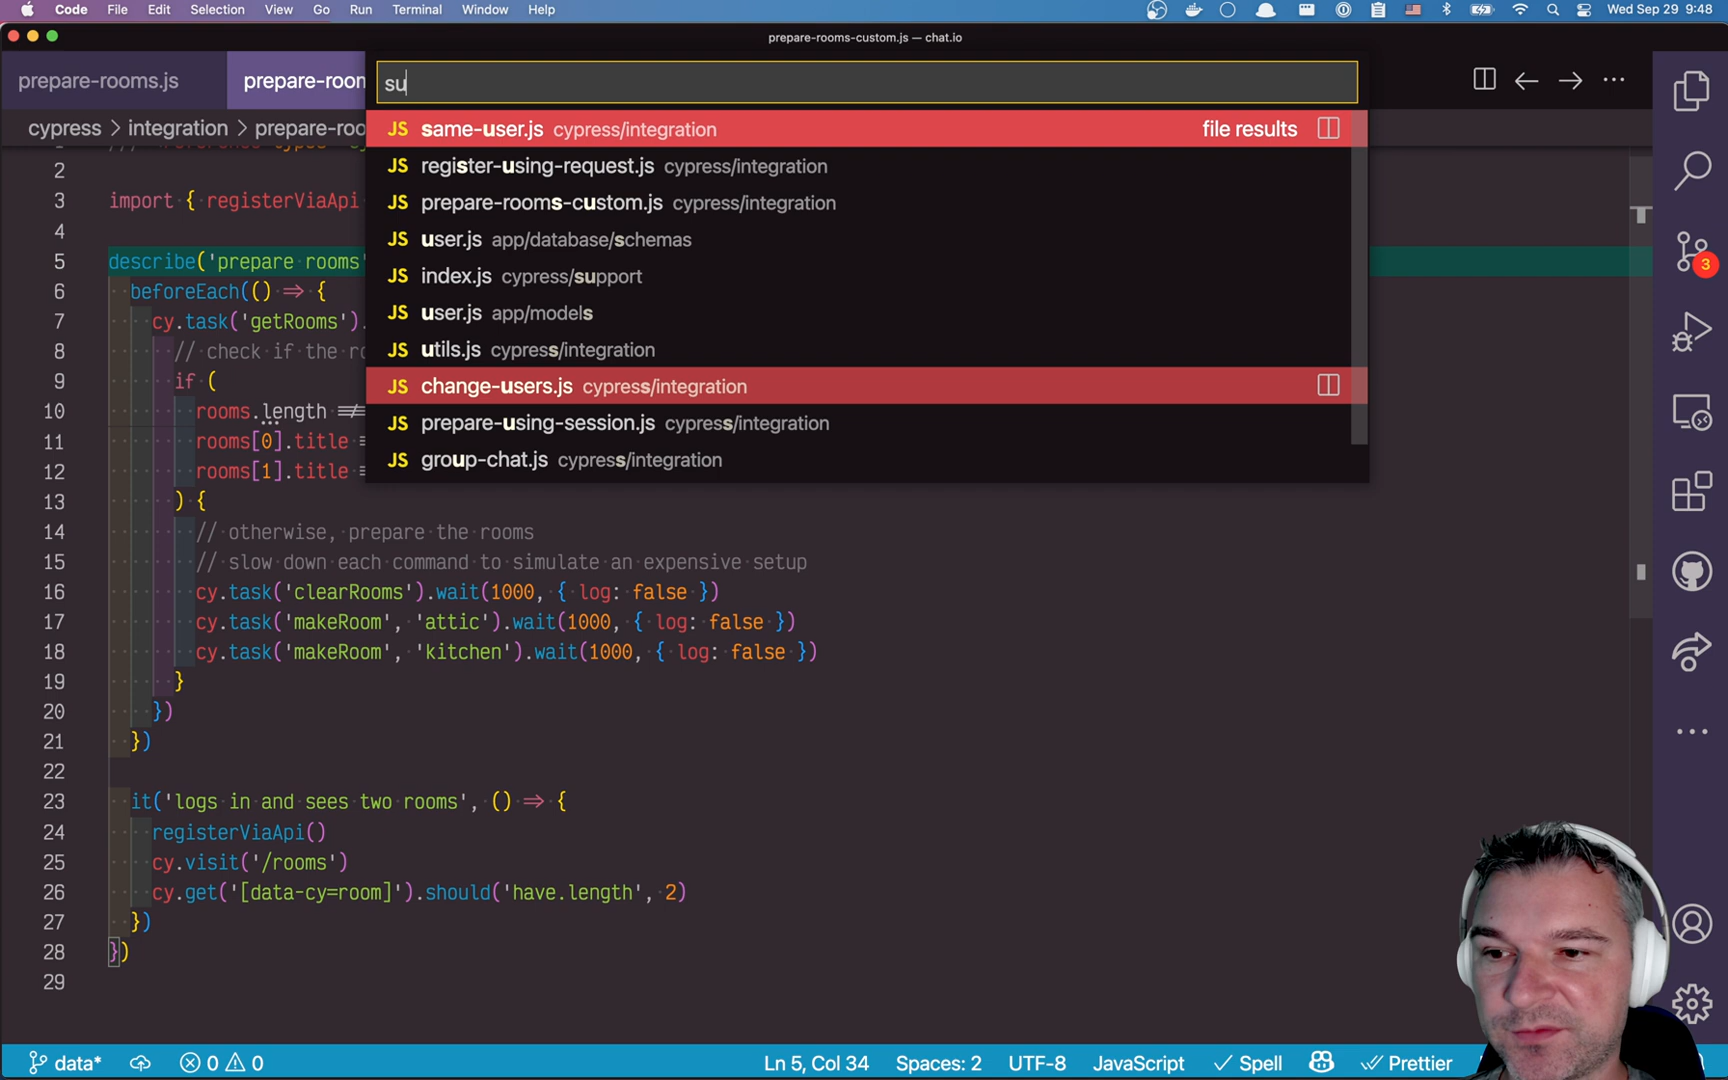 Code File Edit Selection View Go Run Terminal Window Help Wed Sep 29 9:48
prepare-rooms-custom.js — chat.io
prepare-rooms.js prepare-room
su
cypress > integration > prepare-roo
JS same-user.js cypress/integration file results
JS register-using-request.js cypress/integration
JS prepare-rooms-custom.js cypress/integration
JS user.js app/database/schemas
JS index.js cypress/support
JS user.js app/models
JS utils.js cypress/integration
JS change-users.js cypress/integration
JS prepare-using-session.js cypress/integration
JS group-chat.js cypress/integration
3
2
3 import { registerViaApi
4
5 describe('prepare rooms'
6 beforeEach(() => {
7 cy.task('getRooms').
8 // check if the ro
9 if (
10 rooms.length
11 rooms[0].title
12 rooms[1].title
13 ) {
14 // otherwise, prepare the rooms
15 // slow down each command to simulate an expensive setup
16 cy.task('clearRooms').wait(1000, { log: false })
17 cy.task('makeRoom', 'attic').wait(1000, { log: false })
18 cy.task('makeRoom', 'kitchen').wait(1000, { log: false })
19 }
20 })
21 })
22
23 it('logs in and sees two rooms', () => {
24 registerViaApi()
25 cy.visit('/rooms')
26 cy.get('[data-cy=room]').should('have.length', 2)
27 })
28 })
29
data* 0 0 Ln 5, Col 34 Spaces: 2 UTF-8 JavaScript Spell Prettier